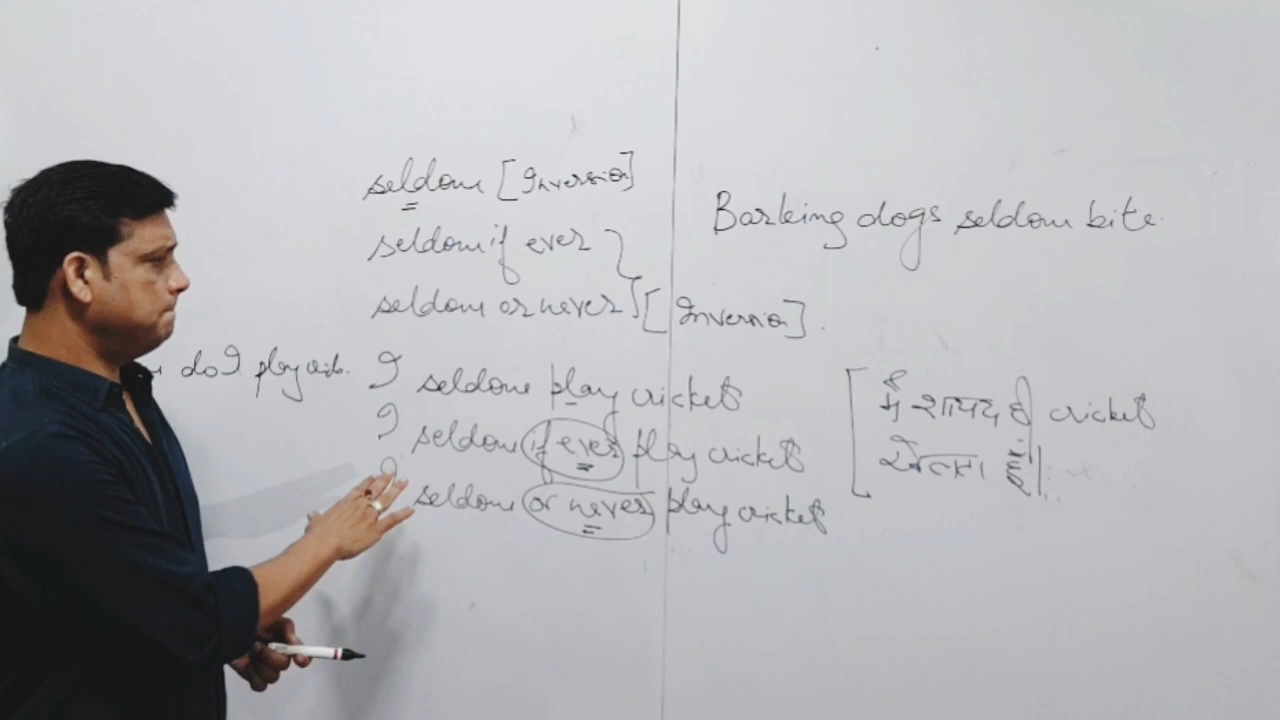 seldom [Inversion]
seldom if ever
seldom or never [Inversion].
Barking dogs seldom bite.
do I play
I seldom play cricket
I seldom if ever play cricket
I seldom or never play cricket
मैं शायद ही cricket
खेलता हूँ।